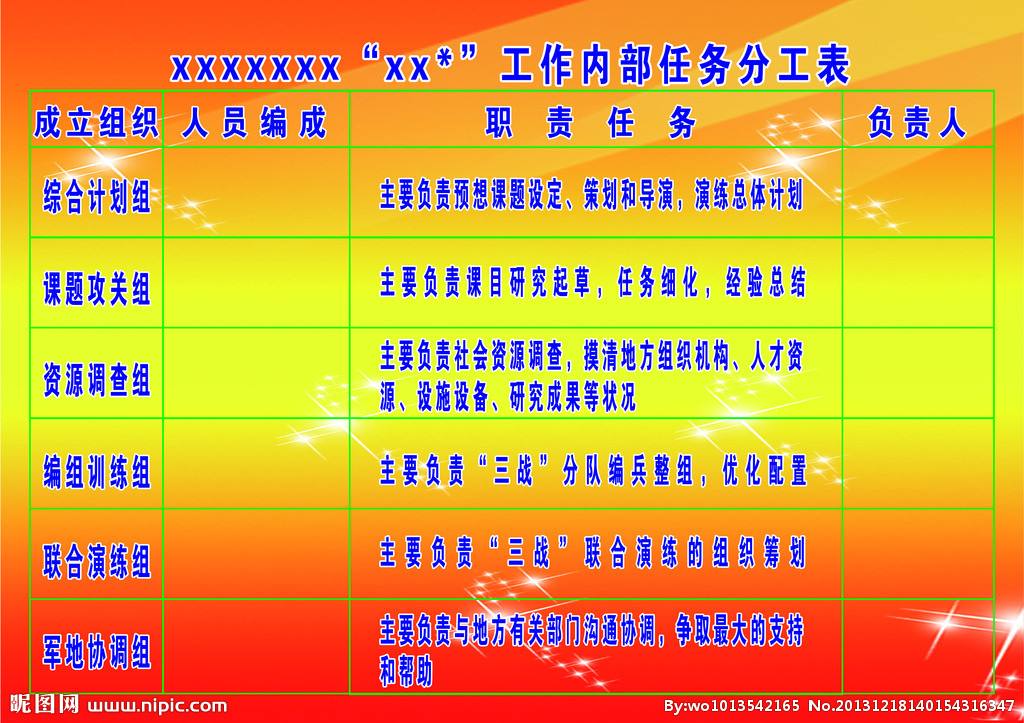 xxxxxxx“xx*”工作内部任务分工表
成立组织 人员编成 职责任务 负责人
综合计划组 主要负责预想课题设定、策划和导演，演练总体计划
课题攻关组 主要负责课目研究起草，任务细化，经验总结
资源调查组 主要负责社会资源调查，摸清地方组织机构、人才资
源、设施设备、研究成果等状况
编组训练组 主要负责“三战”分队编兵整组，优化配置
联合演练组 主要负责“三战”联合演练的组织筹划
军地协调组 主要负责与地方有关部门沟通协调，争取最大的支持
和帮助
昵图网 www.nipic.com By:wo1013542165 No.20131218140154316347